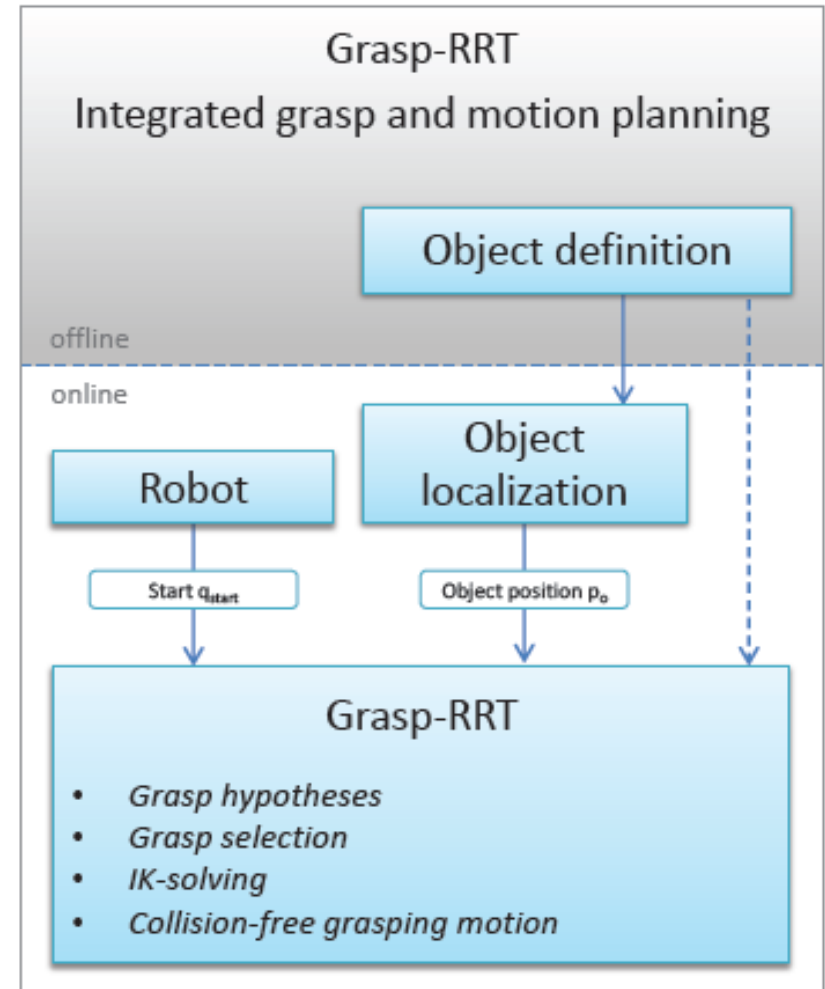 Grasp-RRT
Integrated grasp and motion planning
Object definition
offline
online
Object
localization
Robot
Start qstart
Object position po
Grasp-RRT
• Grasp hypotheses
• Grasp selection
• IK-solving
• Collision-free grasping motion